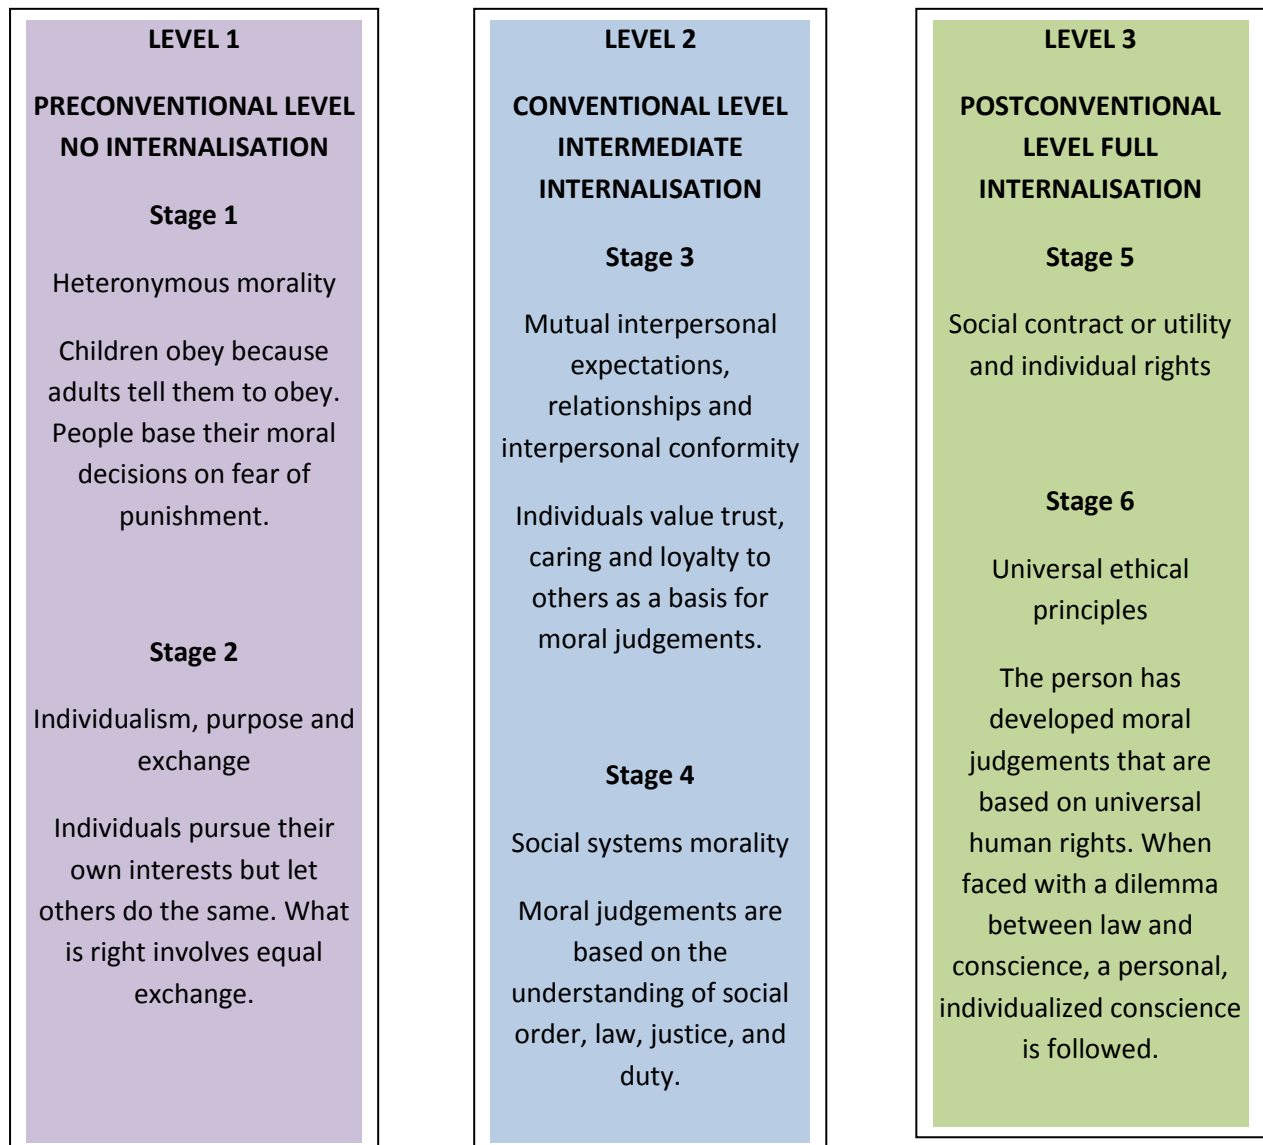 LEVEL 1
PRECONVENTIONAL LEVEL
NO INTERNALISATION
Stage 1
Heteronymous morality
Children obey because
adults tell them to obey.
People base their moral
decisions on fear of
punishment.
Stage 2
Individualism, purpose and
exchange
Individuals pursue their
own interests but let
others do the same. What
is right involves equal
exchange.
LEVEL 2
CONVENTIONAL LEVEL
INTERMEDIATE
INTERNALISATION
Stage 3
Mutual interpersonal
expectations,
relationships and
interpersonal conformity
Individuals value trust,
caring and loyalty to
others as a basis for
moral judgements.
Stage 4
Social systems morality
Moral judgements are
based on the
understanding of social
order, law, justice, and
duty.
LEVEL 3
POSTCONVENTIONAL
LEVEL FULL
INTERNALISATION
Stage 5
Social contract or utility
and individual rights
Stage 6
Universal ethical
principles
The person has
developed moral
judgements that are
based on universal
human rights. When
faced with a dilemma
between law and
conscience, a personal,
individualized conscience
is followed.